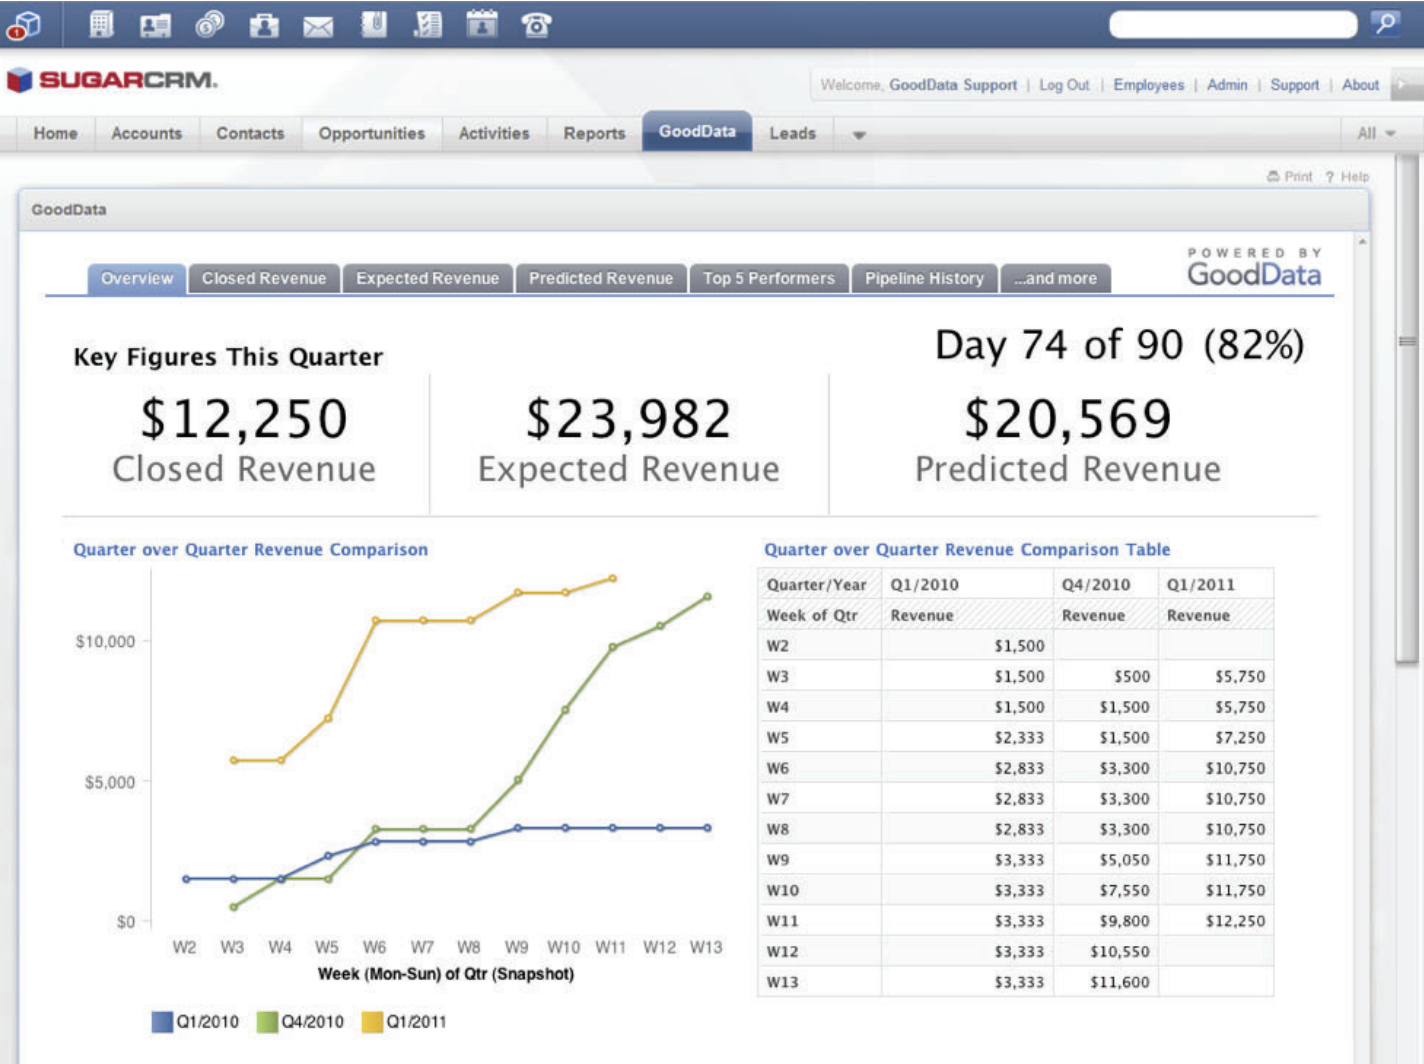 SUGARCRM.
Welcome, GoodData Support | Log Out | Employees | Admin | Support | About
Home Accounts Contacts Opportunities Activities Reports GoodData Leads All
Print ? Help
GoodData
Overview Closed Revenue Expected Revenue Predicted Revenue Top 5 Performers Pipeline History ...and more
POWERED BY
GoodData
Day 74 of 90 (82%)
Key Figures This Quarter
$12,250 $23,982 $20,569
Closed Revenue Expected Revenue Predicted Revenue
Quarter over Quarter Revenue Comparison
$10,000
$5,000
$0
W2 W3 W4 W5 W6 W7 W8 W9 W10 W11 W12 W13
Week (Mon-Sun) of Qtr (Snapshot)
Q1/2010 Q4/2010 Q1/2011
Quarter over Quarter Revenue Comparison Table
Quarter/Year Q1/2010 Q4/2010 Q1/2011
Week of Qtr Revenue Revenue Revenue
W2 $1,500
W3 $1,500 $500 $5,750
W4 $1,500 $1,500 $5,750
W5 $2,333 $1,500 $7,250
W6 $2,833 $3,300 $10,750
W7 $2,833 $3,300 $10,750
W8 $2,833 $3,300 $10,750
W9 $3,333 $5,050 $11,750
W10 $3,333 $7,550 $11,750
W11 $3,333 $9,800 $12,250
W12 $3,333 $10,550
W13 $3,333 $11,600